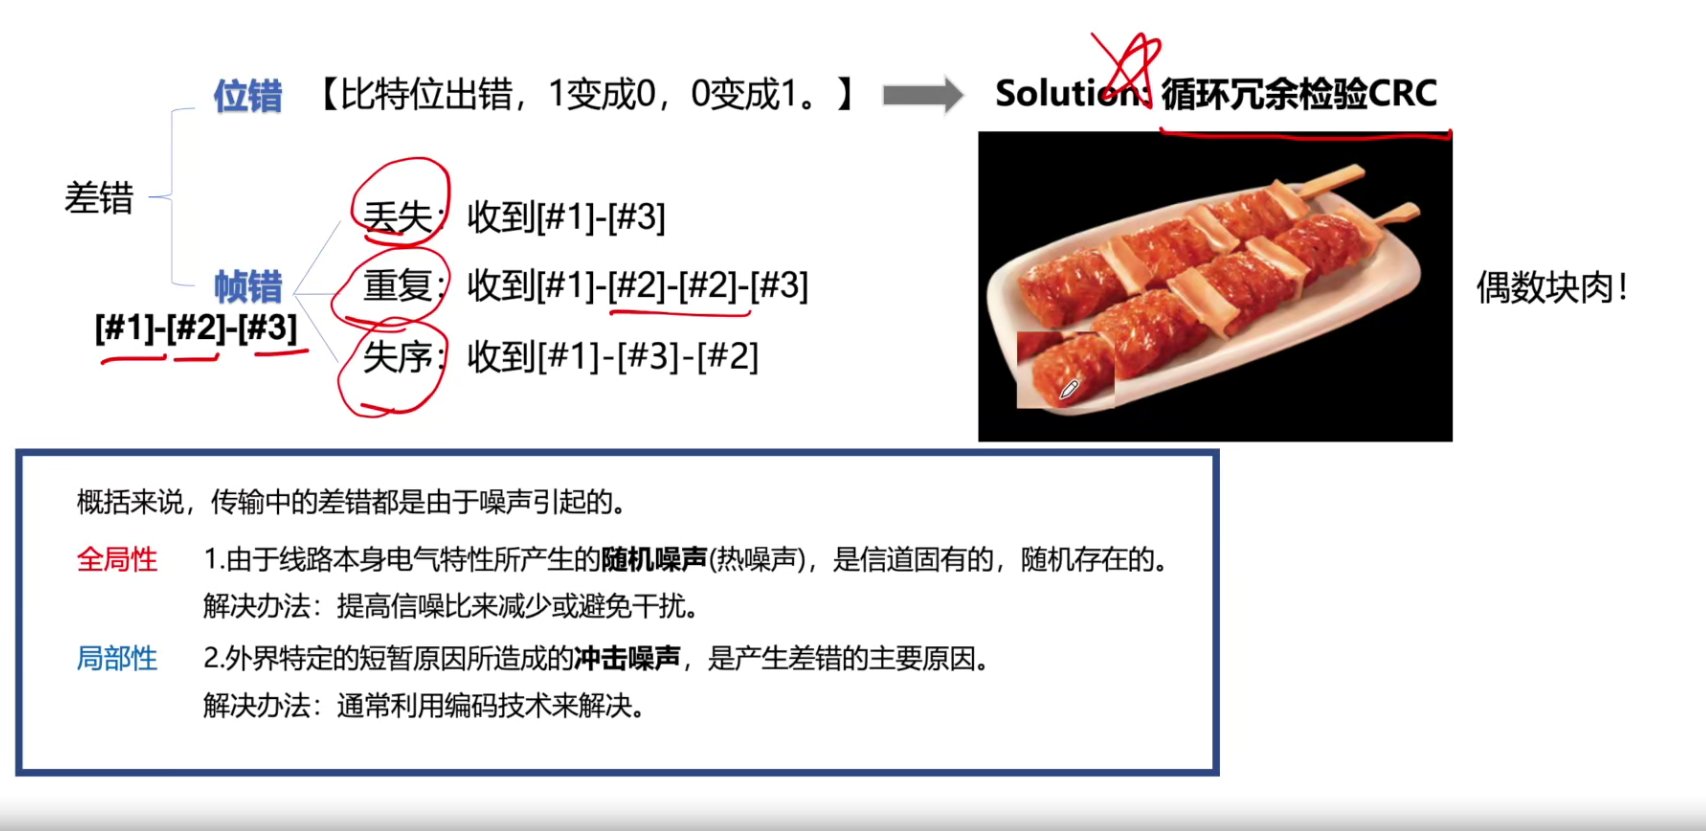 位错 【比特位出错，1变成0，0变成1。】 Solution: 循环冗余检验CRC
差错
丢失：收到[#1]-[#3]
帧错 重复：收到[#1]-[#2]-[#2]-[#3]
偶数块肉！
[#1]-[#2]-[#3]
失序：收到[#1]-[#3]-[#2]
概括来说，传输中的差错都是由于噪声引起的。
全局性 1.由于线路本身电气特性所产生的随机噪声(热噪声)，是信道固有的，随机存在的。
解决办法：提高信噪比来减少或避免干扰。
局部性 2.外界特定的短暂原因所造成的冲击噪声，是产生差错的主要原因。
解决办法：通常利用编码技术来解决。